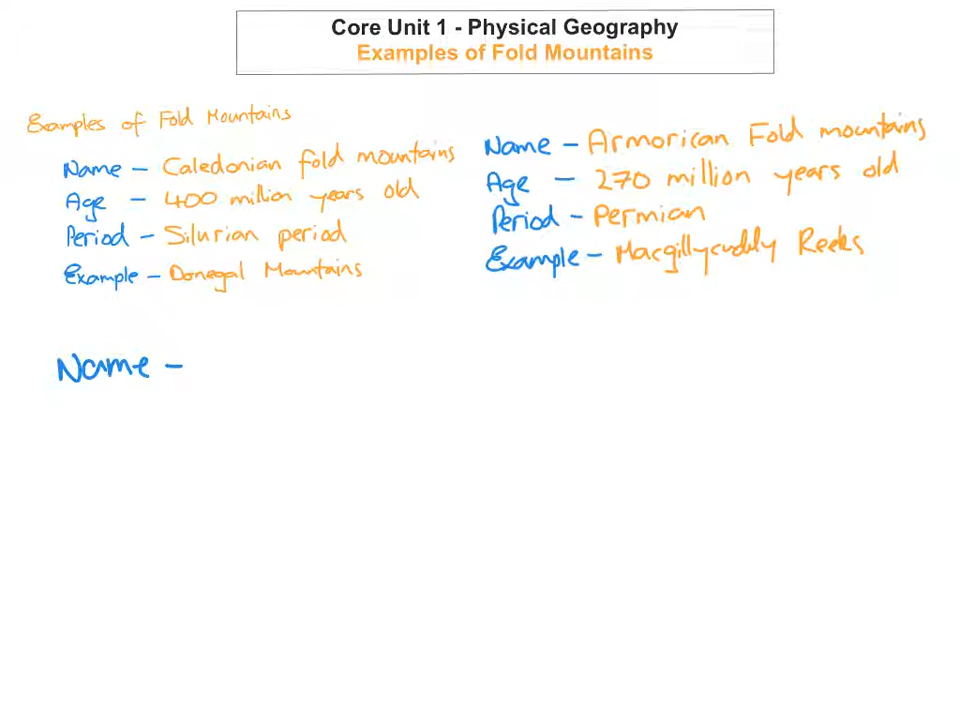 Core Unit 1 - Physical Geography
Examples of Fold Mountains
Examples of Fold Mountains
Name - Caledonian fold mountains
Age - 400 million years old
Period - Silurian period
Example - Donegal Mountains
Name - Armorican Fold mountains
Age - 270 million years old
Period - Permian
Example - Macgillycuddy Reeks
Name -